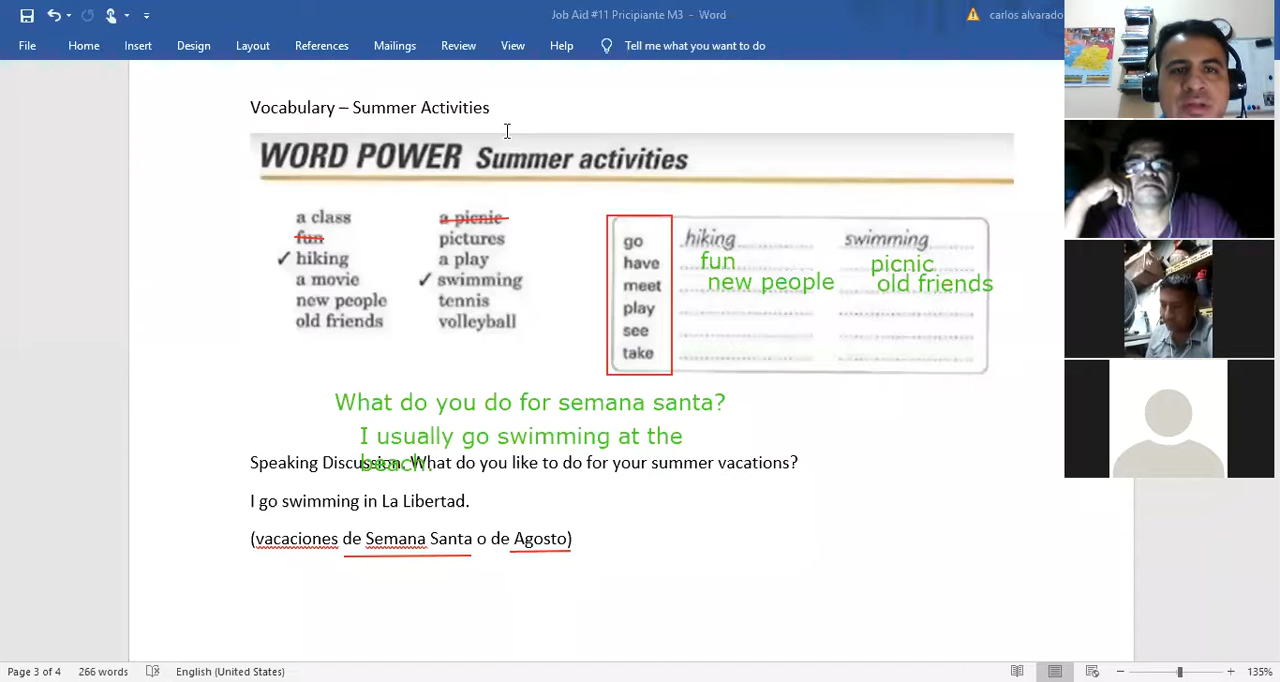 Job Aid #11 Pricipiante M3 - Word
carlos alvarado
File Home Insert Design Layout References Mailings Review View Help Tell me what you want to do
Vocabulary – Summer Activities
WORD POWER Summer activities
a class
fun
✓ hiking
a movie
new people
old friends
a picnic
pictures
a play
✓ swimming
tennis
volleyball
go hiking swimming
have fun picnic
meet new people old friends
play
see
take
What do you do for semana santa?
I usually go swimming at the
beach.
Speaking Discussion. What do you like to do for your summer vacations?
I go swimming in La Libertad.
(vacaciones de Semana Santa o de Agosto)
Page 3 of 4 266 words English (United States) 135%